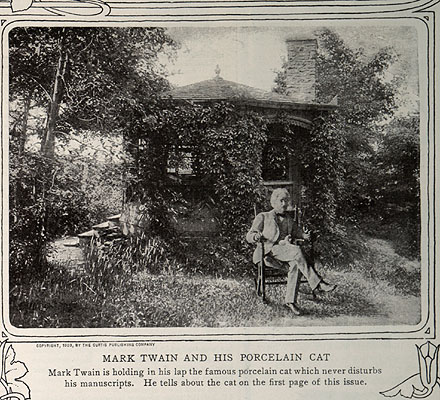 COPYRIGHT, 1903, BY THE CURTIS PUBLISHING COMPANY
MARK TWAIN AND HIS PORCELAIN CAT
Mark Twain is holding in his lap the famous porcelain cat which never disturbs
his manuscripts. He tells about the cat on the first page of this issue.